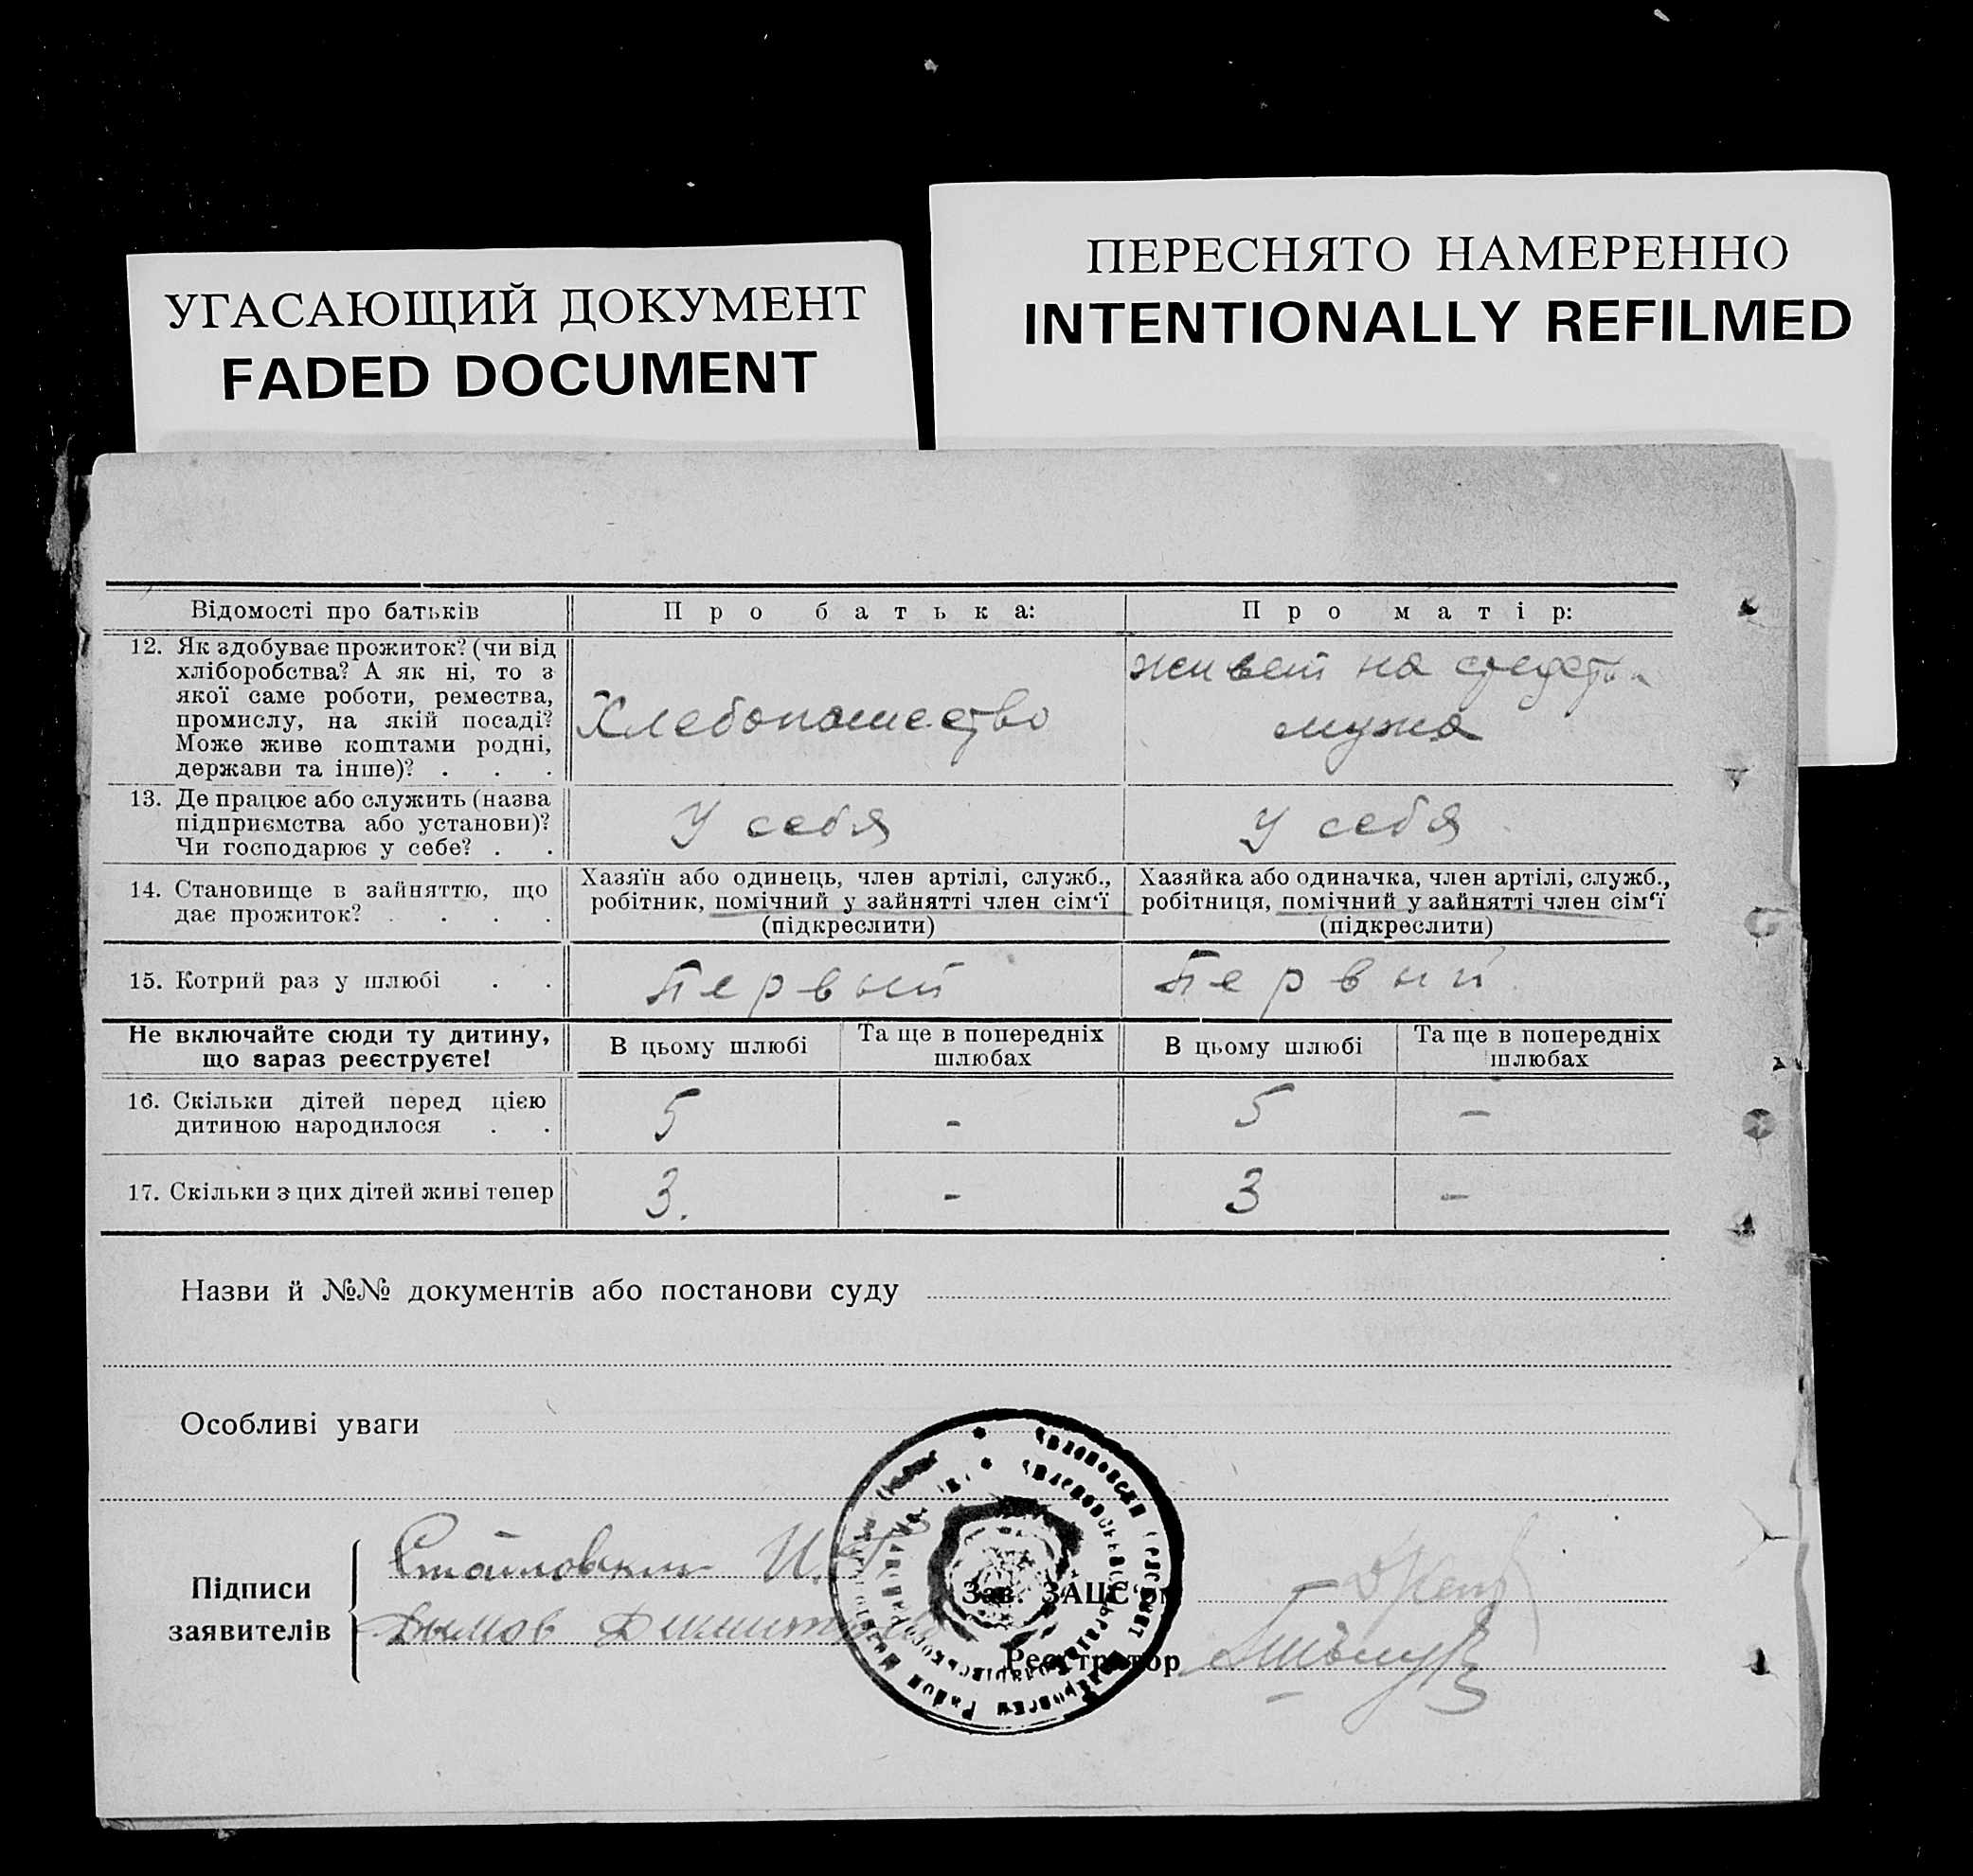 УГАСАЮЩИЙ ДОКУМЕНТ
FADED DOCUMENT
ПЕРЕСНЯТО НАМЕРЕННО
INTENTIONALLY REFILMED
Відомості про батьків
Про батька:
Про матір:
12. Як здобуває прожиток? (чи від
хліборобства? А як ні, то з
якої саме роботи, ремества,
промислу, на якій посаді?
Може живе коштами родні,
держави та інше)? . . .
Хлебопашество
живет на средства
мужа
13. Де працює або служить (назва
підприємства або установи)?
Чи господарює у себе? . .
У себя
У себя
14. Становище в зайняттю, що
дає прожиток? . . . .
Хазяїн або одинець, член артілі, служб.,
робітник, помічний у зайнятті член сім'ї
(підкреслити)
Хазяйка або одиначка, член артілі, служб.,
робітниця, помічний у зайнятті член сім'ї
(підкреслити)
15. Котрий раз у шлюбі . .
Первый
Первый
Не включайте сюди ту дитину,
що зараз реєструєте!
В цьому шлюбі
Та ще в попередніх
шлюбах
В цьому шлюбі
Та ще в попередніх
шлюбах
16. Скільки дітей перед цією
дитиною народилося . .
5
-
5
-
17. Скільки з цих дітей живі тепер
3.
-
3
-
Назви й №№ документів або постанови суду
Особливі уваги
Підписи
заявителів
Дымов
Зав. ЗАЦС'ом
Реєстратор